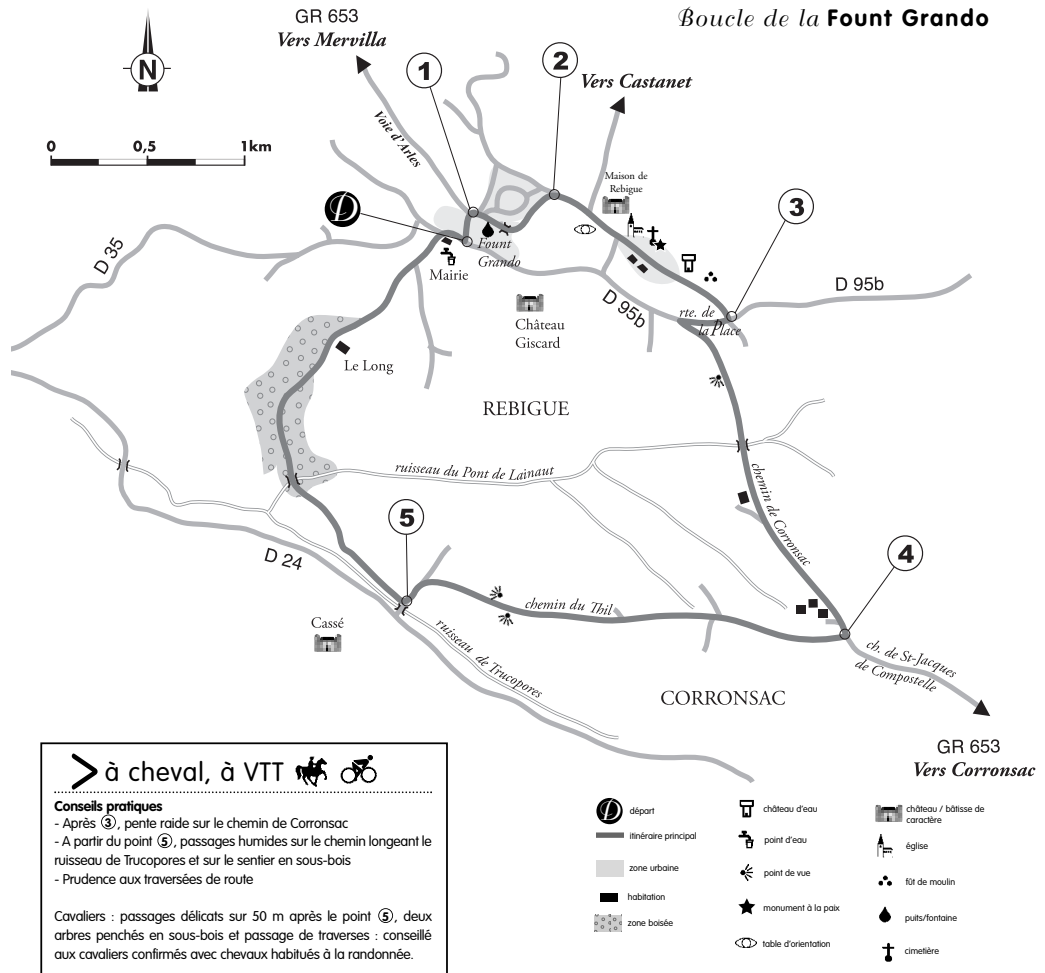 Boucle de la Fount Grando
GR 653
Vers Mervilla
N
0 0,5 1km
1
2
Vers Castanet
Voie d'Arles
Maison de
Rebigue
3
D 35
Fount
Grando
Mairie
D 95b
D 95b
rte. de
la Place
Château
Giscard
Le Long
REBIGUE
ruisseau du Pont de Laïnaut
chemin de Corronsac
5
D 24
4
chemin du Thil
Cassé
ruisseau de Trucopores
ch. de St-Jacques
de Compostelle
CORRONSAC
GR 653
Vers Corronsac
> à cheval, à VTT
Conseils pratiques
- Après 3, pente raide sur le chemin de Corronsac
- A partir du point 5, passages humides sur le chemin longeant le
ruisseau de Trucopores et sur le sentier en sous-bois
- Prudence aux traversées de route
Cavaliers : passages délicats sur 50 m après le point 5, deux
arbres penchés en sous-bois et passage de traverses : conseillé
aux cavaliers confirmés avec chevaux habitués à la randonnée.
départ
itinéraire principal
zone urbaine
habitation
zone boisée
château d'eau
point d'eau
point de vue
monument à la paix
table d'orientation
château / bâtisse de
caractère
église
fût de moulin
puits/fontaine
cimetière